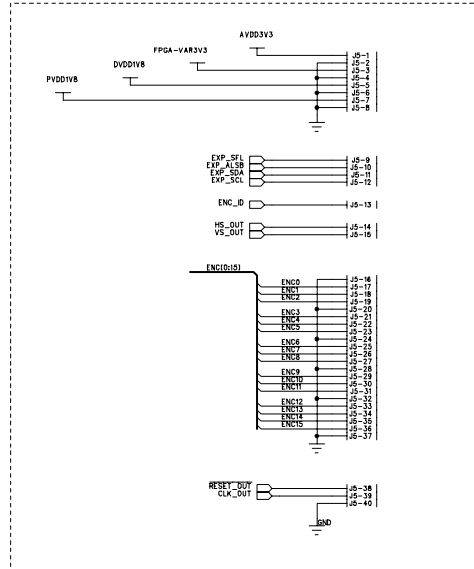 AVDD3V3
FPGA-VAR3V3
DVDD1V8
PVDD1V8
J5-1
J5-2
J5-3
J5-4
J5-5
J5-6
J5-7
J5-8
EXP_SFL J5-9
EXP_ALSB J5-10
EXP_SDA J5-11
EXP_SCL J5-12
ENC_ID J5-13
HS_OUT J5-14
VS_OUT J5-15
ENC(0:15)
J5-16
ENC0 J5-17
ENC1 J5-18
ENC2 J5-19
J5-20
ENC3 J5-21
ENC4 J5-22
ENC5 J5-23
J5-24
ENC6 J5-25
ENC7 J5-26
ENC8 J5-27
J5-28
ENC9 J5-29
ENC10 J5-30
ENC11 J5-31
J5-32
ENC12 J5-33
ENC13 J5-34
ENC14 J5-35
ENC15 J5-36
J5-37
RESET_OUT J5-38
CLK_OUT J5-39
J5-40
GND